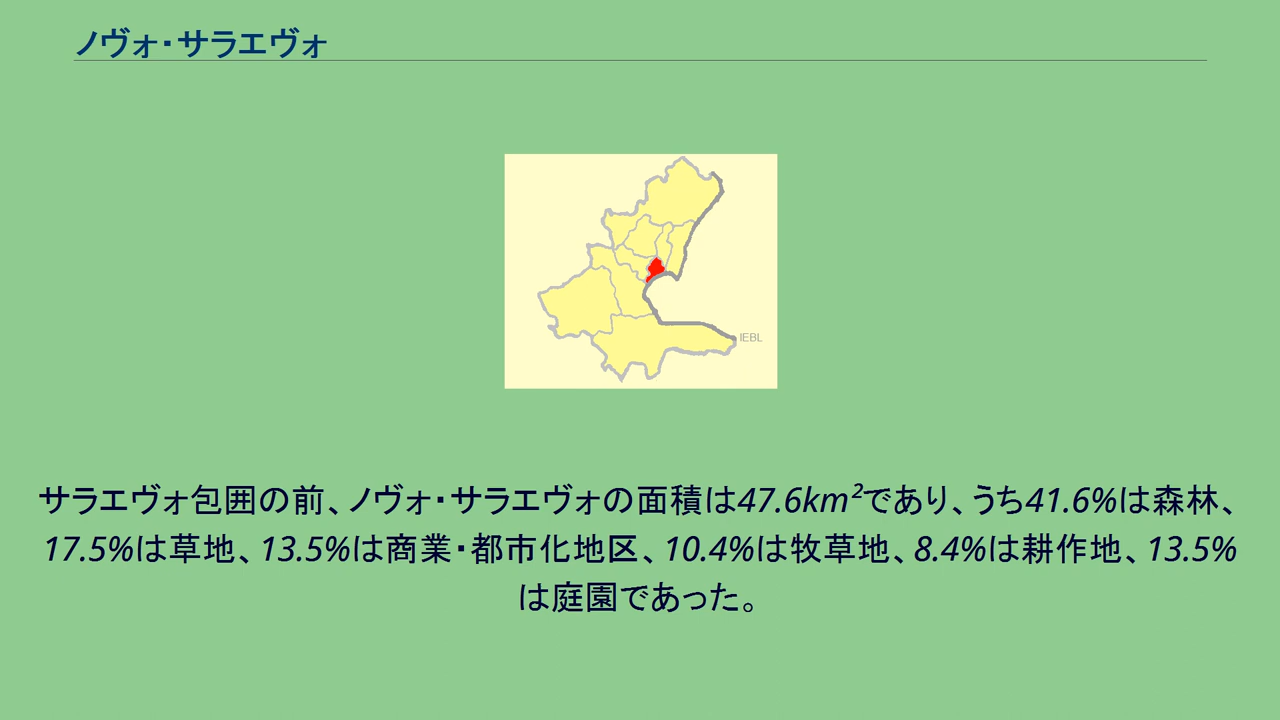 ノヴォ・サラエヴォ
IEBL
サラエヴォ包囲の前、ノヴォ・サラエヴォの面積は47.6km²であり、うち41.6%は森林、
17.5%は草地、13.5%は商業・都市化地区、10.4%は牧草地、8.4%は耕作地、13.5%
は庭園であった。